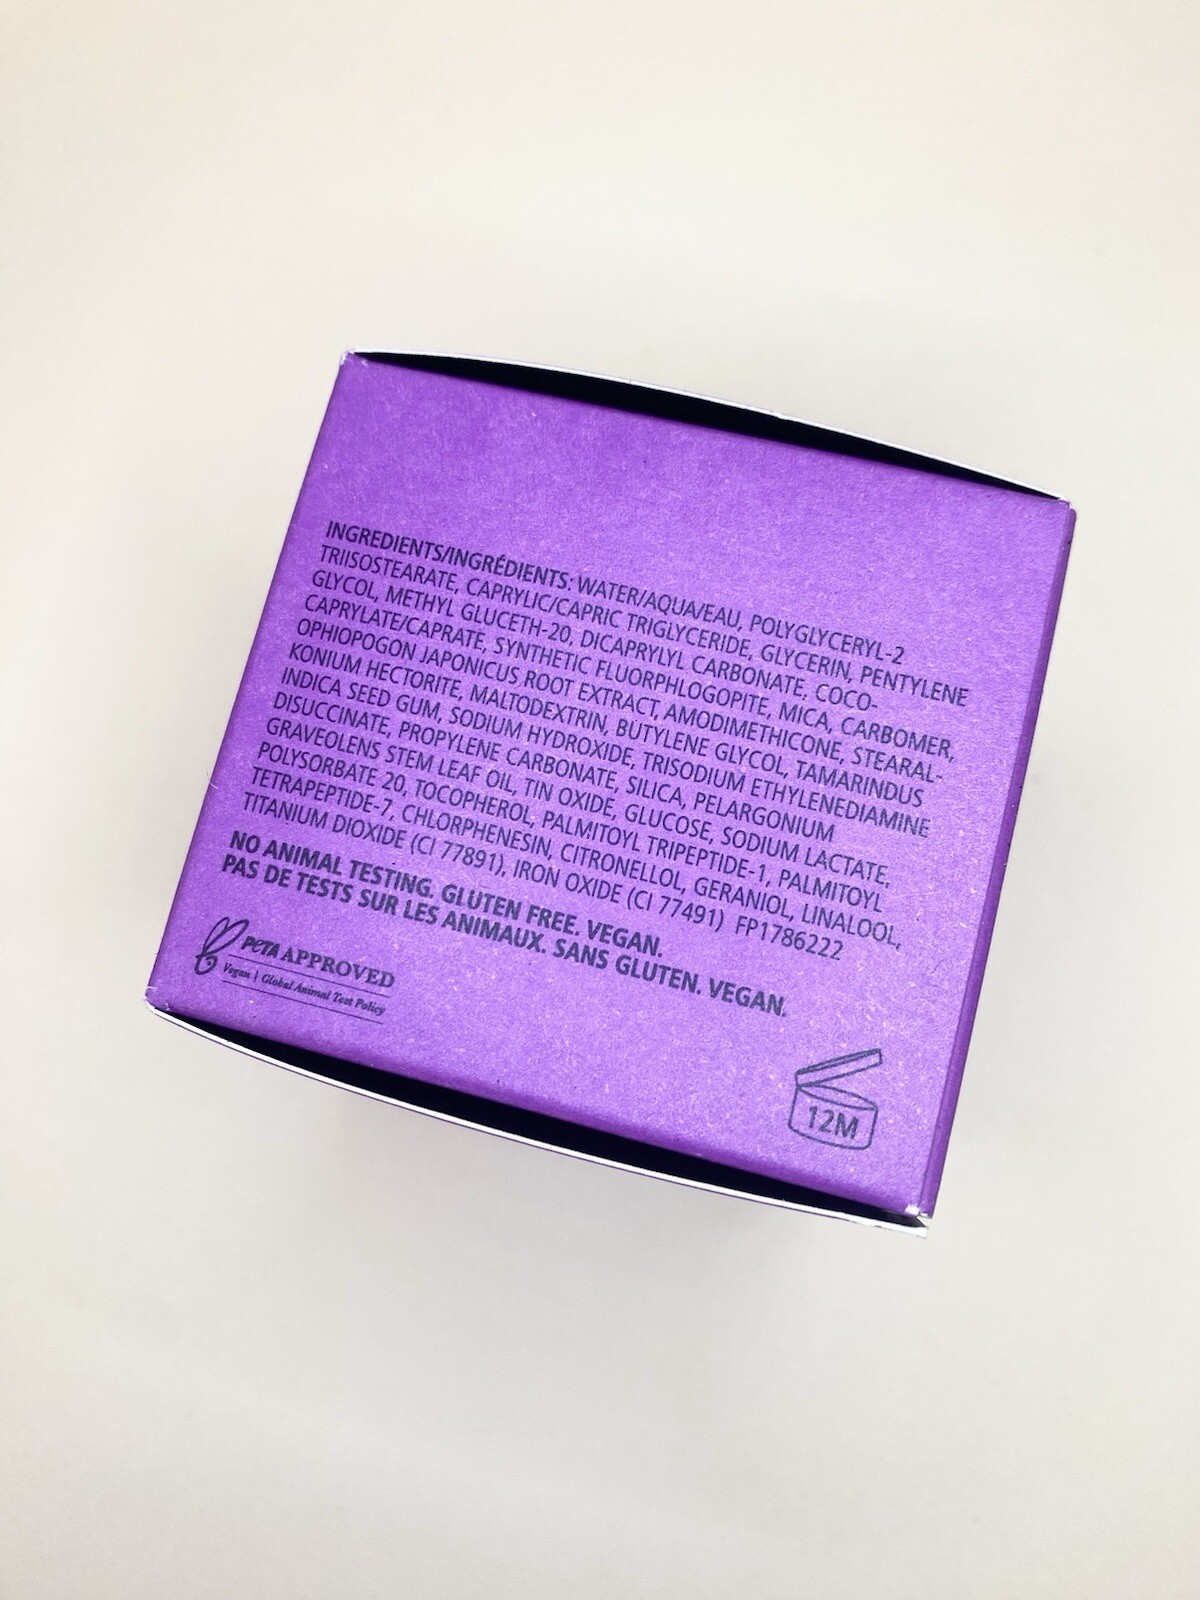 INGREDIENTS/INGRÉDIENTS: WATER/AQUA/EAU, POLYGLYCERYL-2
TRIISOSTEARATE, CAPRYLIC/CAPRIC TRIGLYCERIDE, GLYCERIN, PENTYLENE
GLYCOL, METHYL GLUCETH-20, DICAPRYLYL CARBONATE, COCO-
CAPRYLATE/CAPRATE, SYNTHETIC FLUORPHLOGOPITE, MICA, CARBOMER,
OPHIOPOGON JAPONICUS ROOT EXTRACT, AMODIMETHICONE, STEARAL-
KONIUM HECTORITE, MALTODEXTRIN, BUTYLENE GLYCOL, TAMARINDUS
INDICA SEED GUM, SODIUM HYDROXIDE, TRISODIUM ETHYLENEDIAMINE
DISUCCINATE, PROPYLENE CARBONATE, SILICA, PELARGONIUM
GRAVEOLENS STEM LEAF OIL, TIN OXIDE, GLUCOSE, SODIUM LACTATE,
POLYSORBATE 20, TOCOPHEROL, PALMITOYL TRIPEPTIDE-1, PALMITOYL
TETRAPEPTIDE-7, CHLORPHENESIN, CITRONELLOL, GERANIOL, LINALOOL,
TITANIUM DIOXIDE (CI 77891), IRON OXIDE (CI 77491) FP1786222
NO ANIMAL TESTING. GLUTEN FREE. VEGAN.
PAS DE TESTS SUR LES ANIMAUX. SANS GLUTEN. VEGAN.
PETA APPROVED
Vegan | Global Animal Test Policy
12M